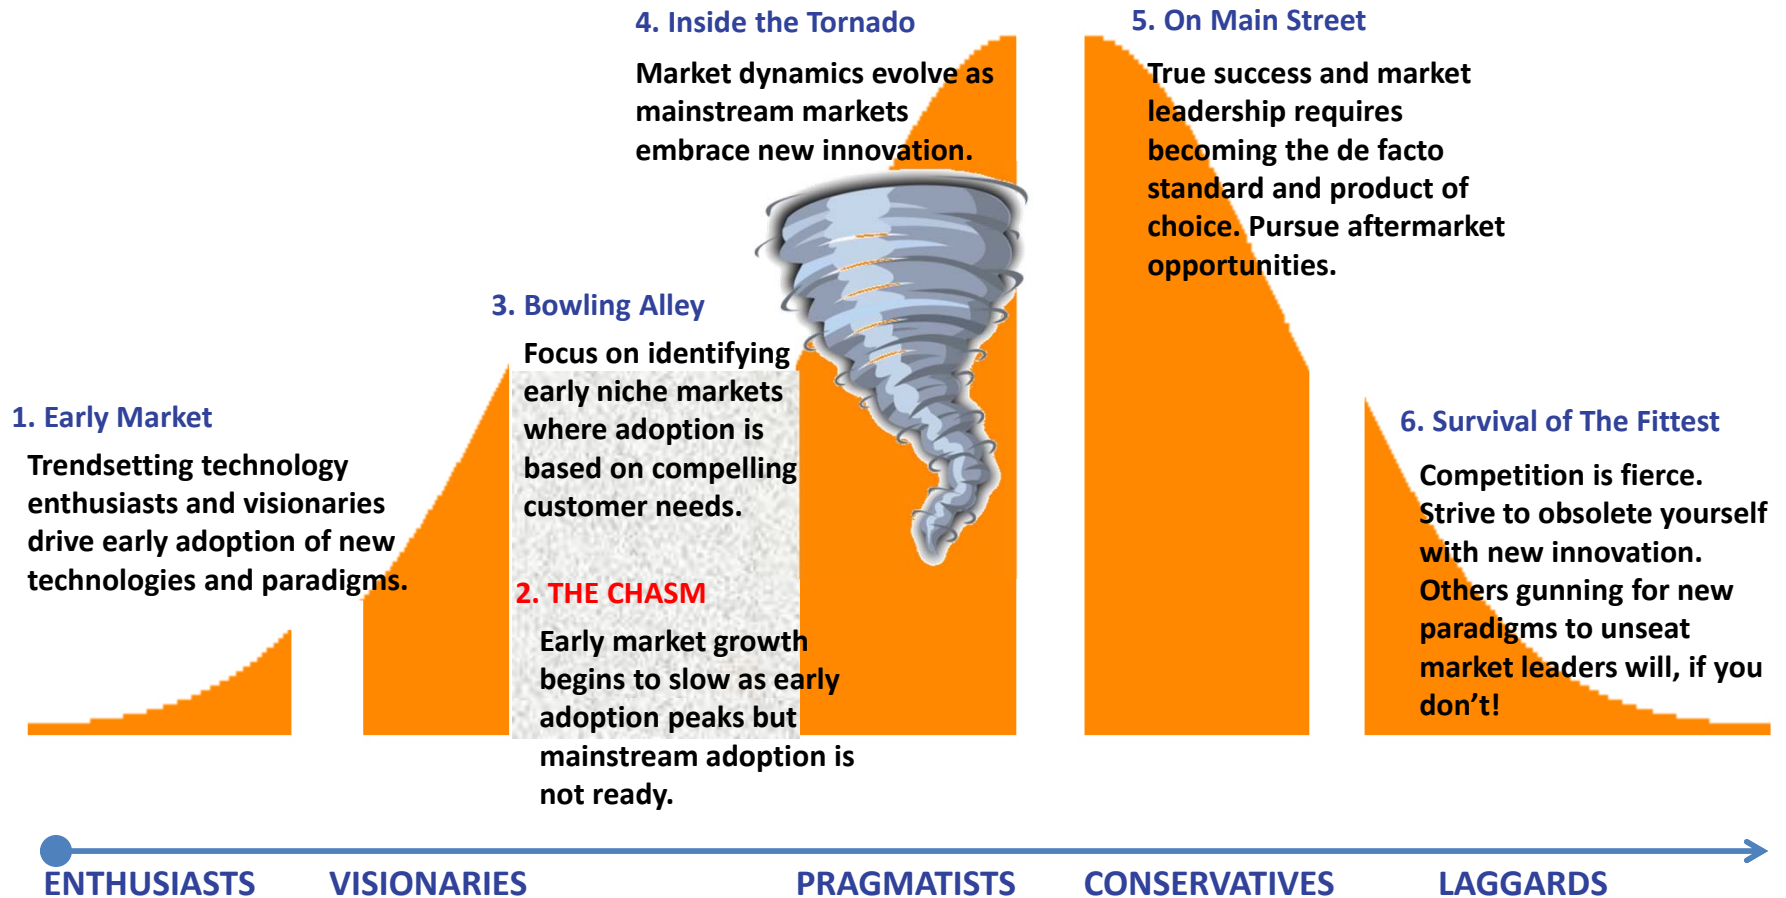 4. Inside the Tornado
Market dynamics evolve as
mainstream markets
embrace new innovation.
5. On Main Street
True success and market
leadership requires
becoming the de facto
standard and product of
choice. Pursue aftermarket
opportunities.
3. Bowling Alley
Focus on identifying
early niche markets
where adoption is
based on compelling
customer needs.
1. Early Market
Trendsetting technology
enthusiasts and visionaries
drive early adoption of new
technologies and paradigms.
6. Survival of The Fittest
Competition is fierce.
Strive to obsolete yourself
with new innovation.
Others gunning for new
paradigms to unseat
market leaders will, if you
don’t!
2. THE CHASM
Early market growth
begins to slow as early
adoption peaks but
mainstream adoption is
not ready.
ENTHUSIASTS
VISIONARIES
PRAGMATISTS
CONSERVATIVES
LAGGARDS